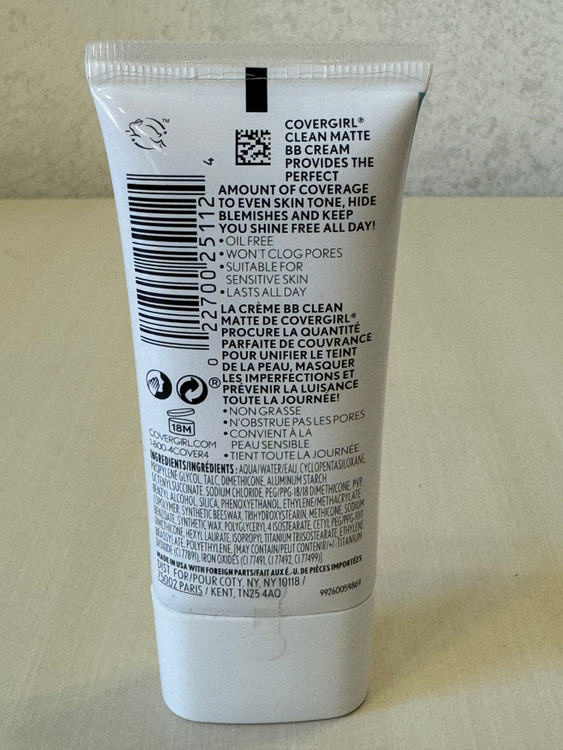 ™
COVERGIRL®
CLEAN MATTE
BB CREAM
PROVIDES THE
PERFECT
AMOUNT OF COVERAGE
TO EVEN SKIN TONE, HIDE
BLEMISHES AND KEEP
YOU SHINE FREE ALL DAY!
• OIL FREE
• WON'T CLOG PORES
• SUITABLE FOR
SENSITIVE SKIN
• LASTS ALL DAY
0 22700 25112 4
LA CRÈME BB CLEAN
MATTE DE COVERGIRL®
PROCURE LA QUANTITÉ
PARFAITE DE COUVRANCE
POUR UNIFIER LE TEINT
DE LA PEAU, MASQUER
LES IMPERFECTIONS ET
PRÉVENIR LA LUISANCE
TOUTE LA JOURNÉE!
• NON GRASSE
• N'OBSTRUE PAS LES PORES
• CONVIENT À LA
PEAU SENSIBLE
• TIENT TOUTE LA JOURNÉE
®
18M
COVERGIRL.COM
1-800-4COVER4
INGREDIENTS/INGRÉDIENTS : AQUA/WATER/EAU, CYCLOPENTASILOXANE,
PROPYLENE GLYCOL, TALC, DIMETHICONE, ALUMINUM STARCH
OCTENYLSUCCINATE, SODIUM CHLORIDE, PEG/PPG-18/18 DIMETHICONE, PVP,
BENZYL ALCOHOL, SILICA, PHENOXYETHANOL, ETHYLENE/METHACRYLATE
COPOLYMER, SYNTHETIC BEESWAX, TRIHYDROXYSTEARIN, METHICONE, SODIUM
BENZOATE, SYNTHETIC WAX, POLYGLYCERYL-4 ISOSTEARATE, CETYL PEG/PPG-10/1
DIMETHICONE, HEXYL LAURATE, ISOPROPYL TITANIUM TRIISOSTEARATE, ETHYLENE
BRASSYLATE, POLYETHYLENE, [MAY CONTAIN/PEUT CONTENIR/+/-:TITANIUM
DIOXIDE (CI 77891), IRON OXIDES (CI 77491, CI 77492, CI 77499)].
MADE IN USA WITH FOREIGN PARTS/FAIT AUX É.-U. DE PIÈCES IMPORTÉES
DIST. FOR/POUR COTY, NY, NY 10118 /
75002 PARIS / KENT, TN25 4AQ
99260059869